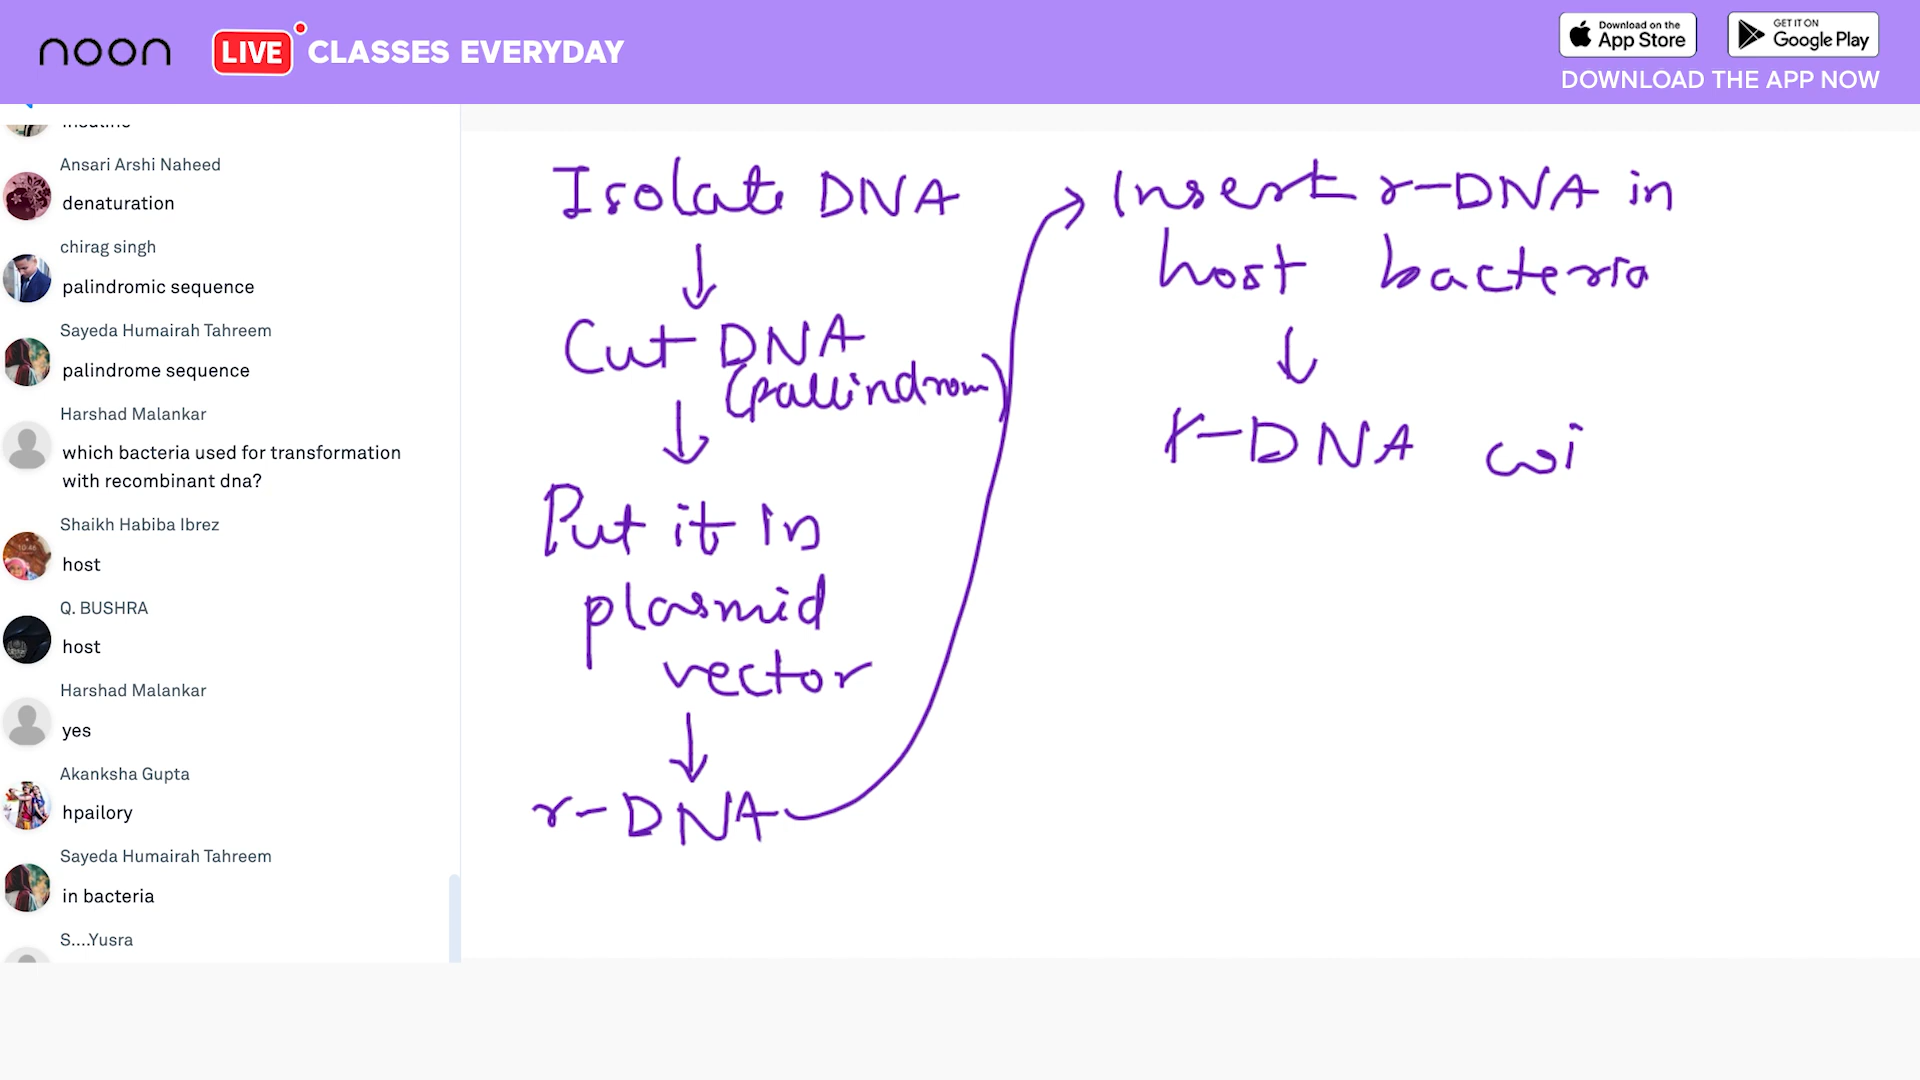 noon
LIVE CLASSES EVERYDAY
Download on the
App Store
GET IT ON
Google Play
DOWNLOAD THE APP NOW
Ansari Arshi Naheed
denaturation
chirag singh
palindromic sequence
Sayeda Humairah Tahreem
palindrome sequence
Harshad Malankar
which bacteria used for transformation
with recombinant dna?
Shaikh Habiba Ibrez
host
Q. BUSHRA
host
Harshad Malankar
yes
Akanksha Gupta
hpailory
Sayeda Humairah Tahreem
in bacteria
S....Yusra
Isolate DNA
↓
Cut DNA
(pallindrom)
↓
Put it in
plasmid
vector
↓
r-DNA
→ Insert r-DNA in
host bacteria
↓
r-DNA wi